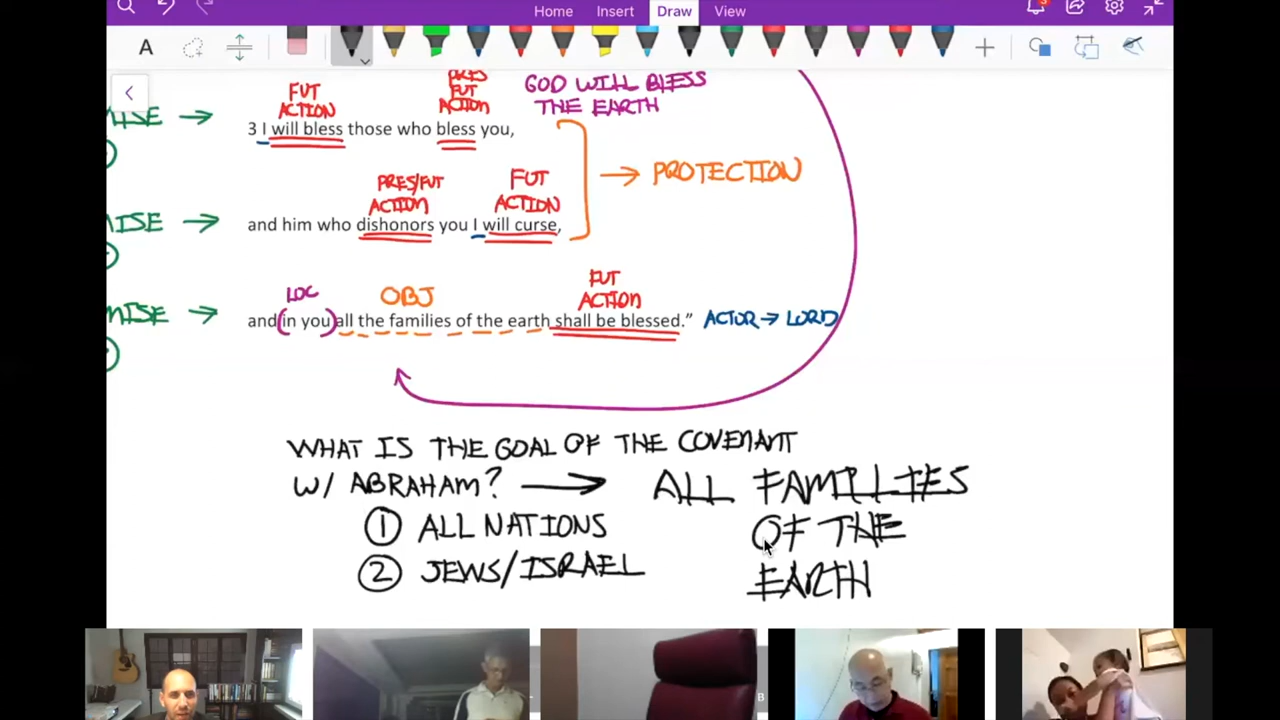 Home Insert Draw View
A
PRES
FUT
ACTION
FUT
ACTION
GOD WILL BLESS
THE EARTH
MISE →
3 I will bless those who bless you,
PRES/FUT
ACTION
FUT
ACTION
→ PROTECTION
MISE →
and him who dishonors you I will curse,
LOC
OBJ
FUT
ACTION
MISE →
and (in you) all the families of the earth shall be blessed.” ACTOR → LORD
WHAT IS THE GOAL OF THE COVENANT
W/ ABRAHAM? → ALL FAMILIES
OF THE
EARTH
① ALL NATIONS
② JEWS/ISRAEL